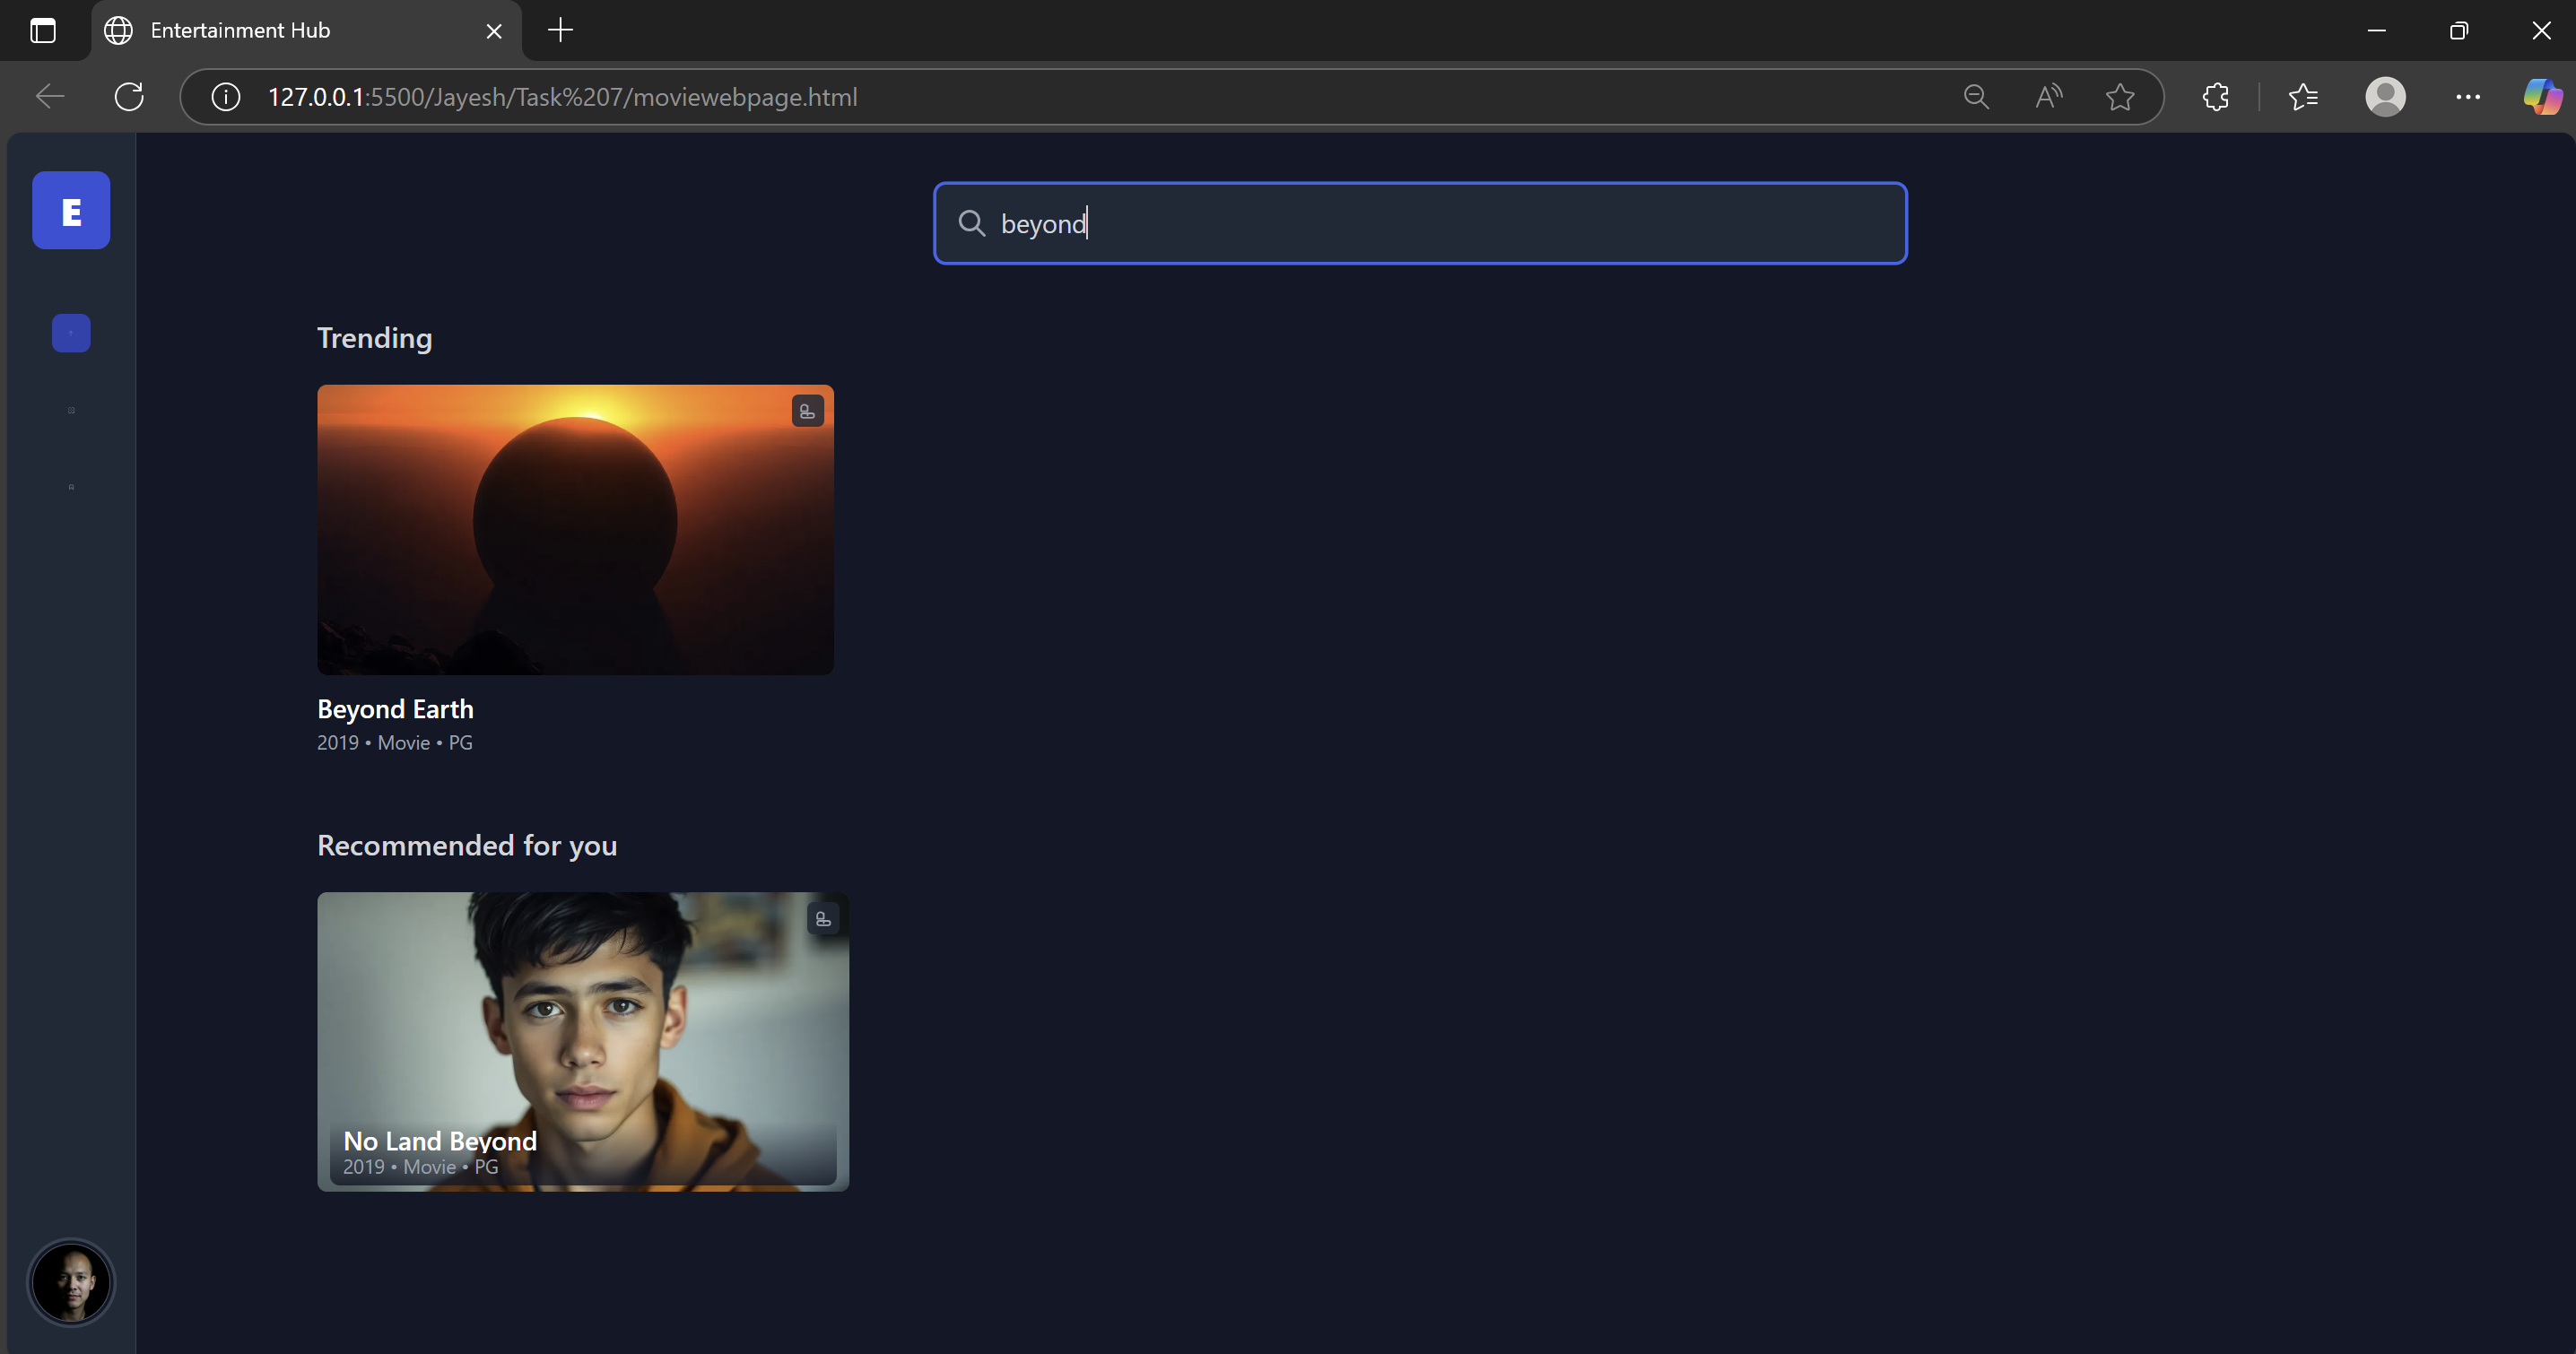 Entertainment Hub
127.0.0.1:5500/Jayesh/Task%207/moviewebpage.html
E
beyond
Trending
Beyond Earth
2019 • Movie • PG
Recommended for you
No Land Beyond
2019 • Movie • PG